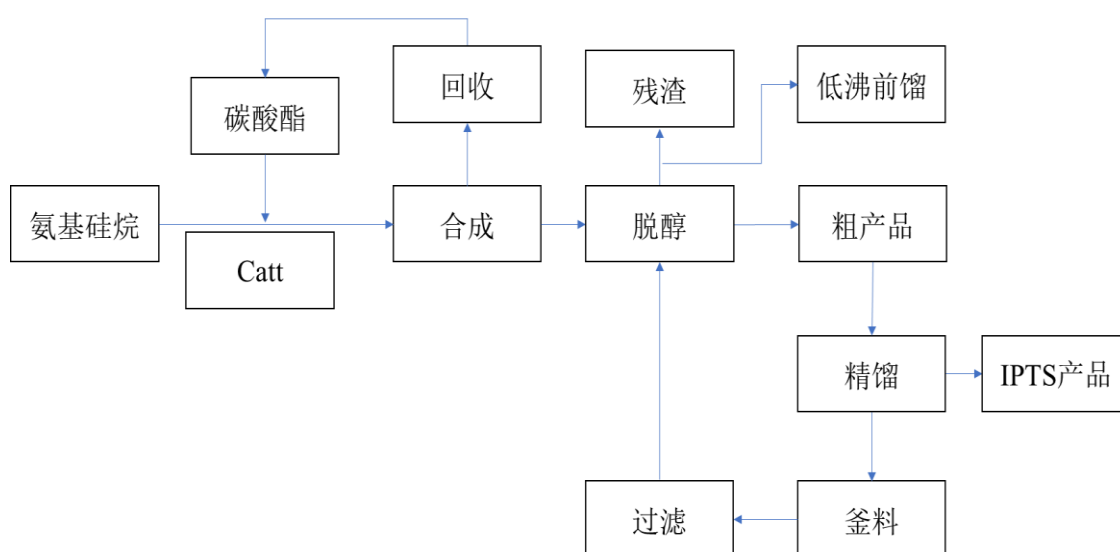 回收
残渣
低沸前馏
碳酸酯
氨基硅烷
合成
脱醇
粗产品
Catt
精馏
IPTS产品
过滤
釜料